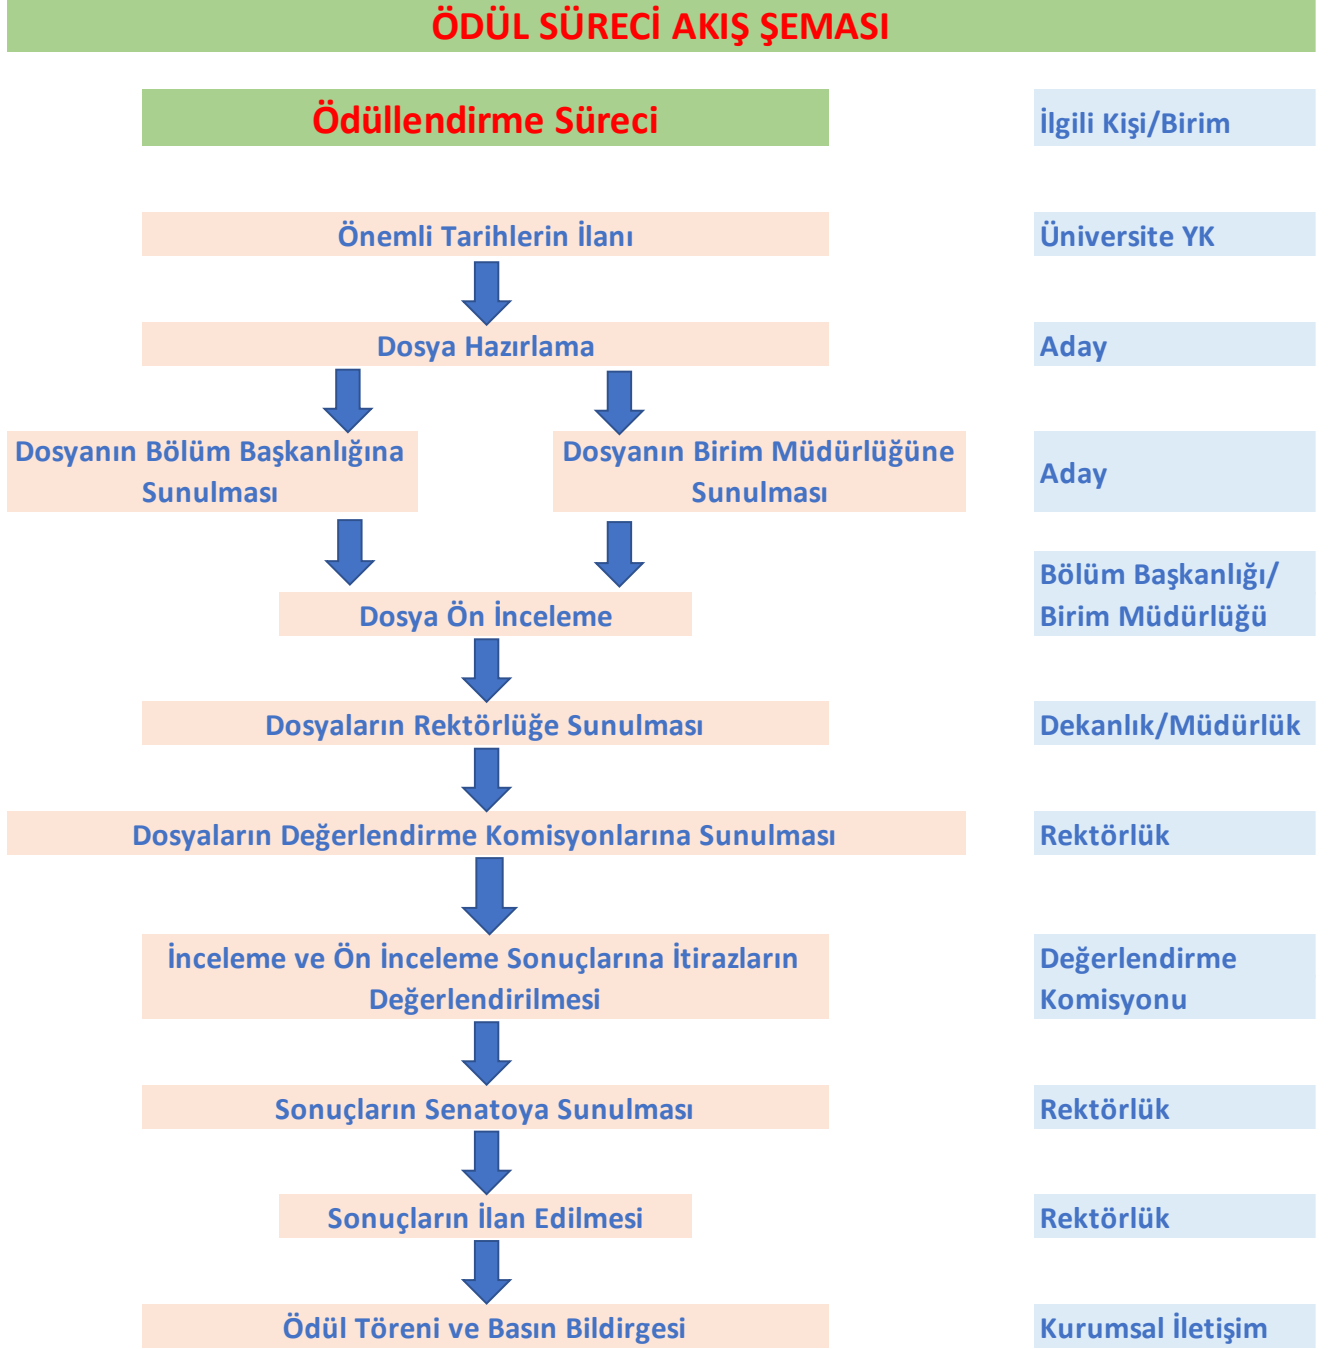 ÖDÜL SÜRECİ AKIŞ ŞEMASI
Ödüllendirme Süreci
İlgili Kişi/Birim
Önemli Tarihlerin İlanı
Üniversite YK
Dosya Hazırlama
Aday
Dosyanın Bölüm Başkanlığına
Sunulması
Dosyanın Birim Müdürlüğüne
Sunulması
Aday
Dosya Ön İnceleme
Bölüm Başkanlığı/
Birim Müdürlüğü
Dosyaların Rektörlüğe Sunulması
Dekanlık/Müdürlük
Dosyaların Değerlendirme Komisyonlarına Sunulması
Rektörlük
İnceleme ve Ön İnceleme Sonuçlarına İtirazların
Değerlendirilmesi
Değerlendirme
Komisyonu
Sonuçların Senatoya Sunulması
Rektörlük
Sonuçların İlan Edilmesi
Rektörlük
Ödül Töreni ve Basın Bildirgesi
Kurumsal İletişim